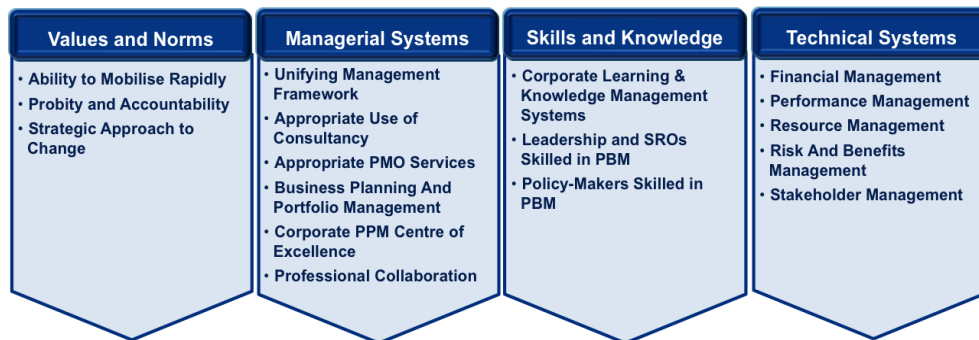 Values and Norms
• Ability to Mobilise Rapidly
• Probity and Accountability
• Strategic Approach to
Change
Managerial Systems
• Unifying Management
Framework
• Appropriate Use of
Consultancy
• Appropriate PMO Services
• Business Planning And
Portfolio Management
• Corporate PPM Centre of
Excellence
• Professional Collaboration
Skills and Knowledge
• Corporate Learning &
Knowledge Management
Systems
• Leadership and SROs
Skilled in PBM
• Policy-Makers Skilled in
PBM
Technical Systems
• Financial Management
• Performance Management
• Resource Management
• Risk And Benefits
Management
• Stakeholder Management